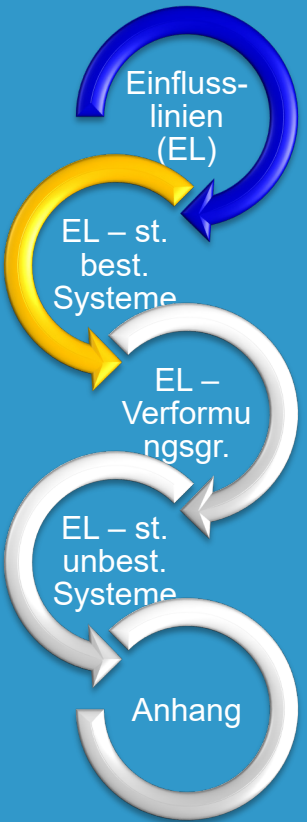 Einfluss-
linien
(EL)
EL – st.
best.
Systeme
EL –
Verformu
ngsgr.
EL – st.
unbest.
Systeme
Anhang